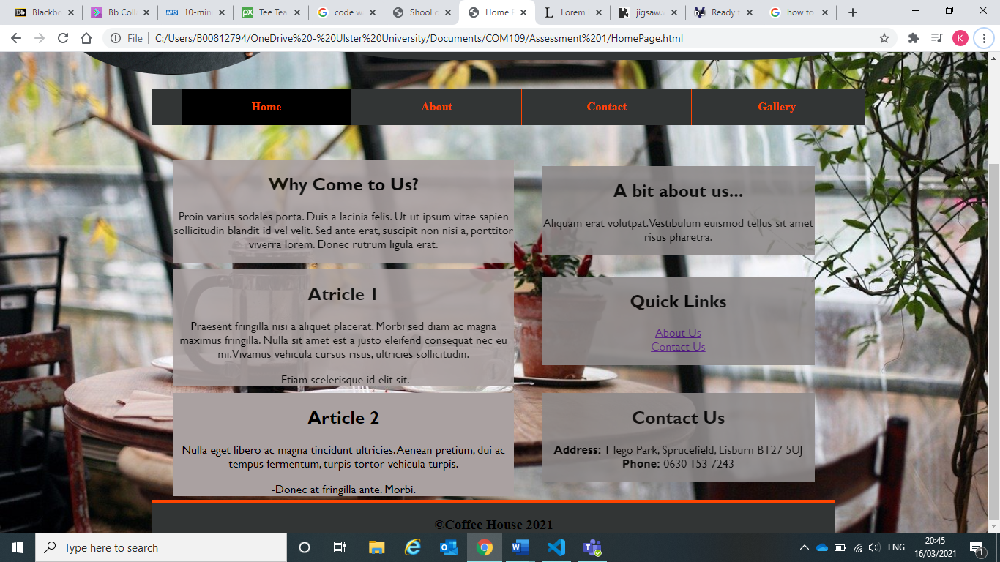 Blackbo
Bb Coll
10-min
Tee Tea
code w
Shool o
Home P
Lorem
jigsaw.
Ready t
how to
File
C:/Users/B00812794/OneDrive%20-%20Ulster%20University/Documents/COM109/Assessment%201/HomePage.html
K
Home
About
Contact
Gallery
Why Come to Us?
Proin varius sodales porta. Duis a lacinia felis. Ut ut ipsum vitae sapien
sollicitudin blandit id vel velit. Sed ante erat, suscipit non nisi a, porttitor
viverra lorem. Donec rutrum ligula erat.
Atricle 1
Praesent fringilla nisi a aliquet placerat. Morbi sed diam ac magna
maximus fringilla. Nulla sit amet est a justo eleifend consequat nec eu
mi. Vivamus vehicula cursus risus, ultricies sollicitudin.
-Etiam scelerisque id elit sit.
Article 2
Nulla eget libero ac magna tincidunt ultricies. Aenean pretium, dui ac
tempus fermentum, turpis tortor vehicula turpis.
-Donec at fringilla ante. Morbi.
A bit about us...
Aliquam erat volutpat. Vestibulum euismod tellus sit amet
risus pharetra.
Quick Links
About Us
Contact Us
Contact Us
Address: 1 lego Park, Sprucefield, Lisburn BT27 5UJ
Phone: 0630 153 7243
©Coffee House 2021
Type here to search
ENG
20:45
16/03/2021
1